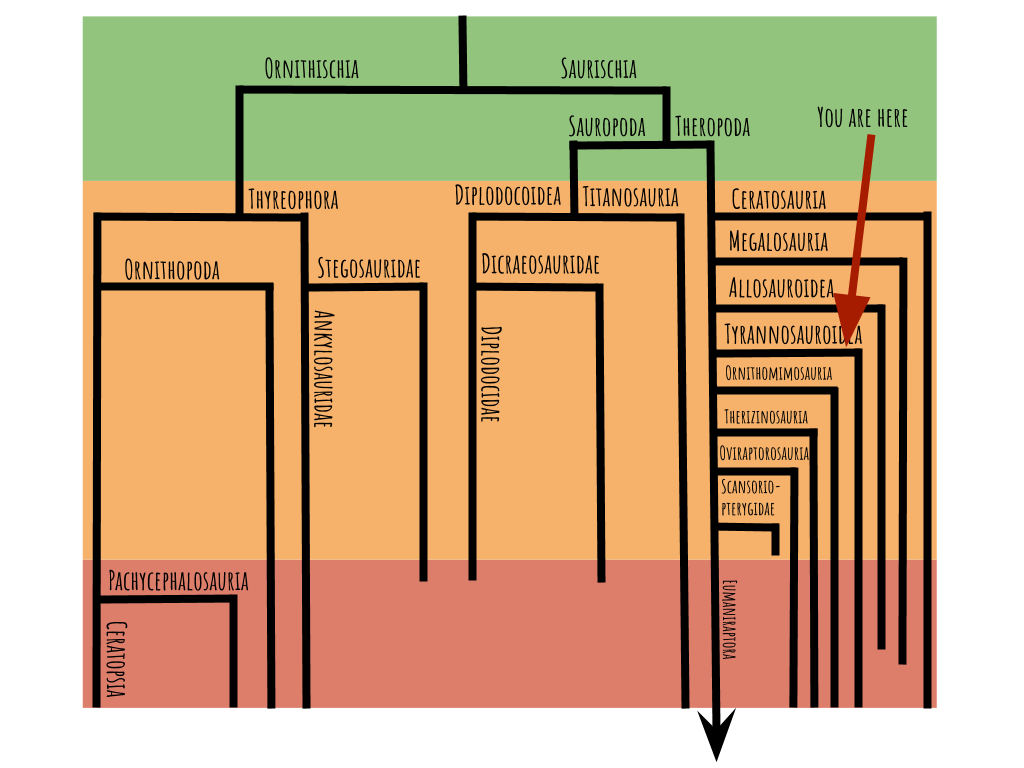 Ornithischia
Saurischia
Sauropoda
Theropoda
You are here
Thyreophora
Diplodocoidea
Titanosauria
Ceratosauria
Megalosauria
Ornithopoda
Stegosauridae
Dicraeosauridae
Allosauroidea
Ankylosauridae
Diplodocidae
Tyrannosauroidea
Ornithomimosauria
Therizinosauria
Oviraptorosauria
Scansorio-
pterygidae
Pachycephalosauria
Ceratopsia
Eumaniraptora